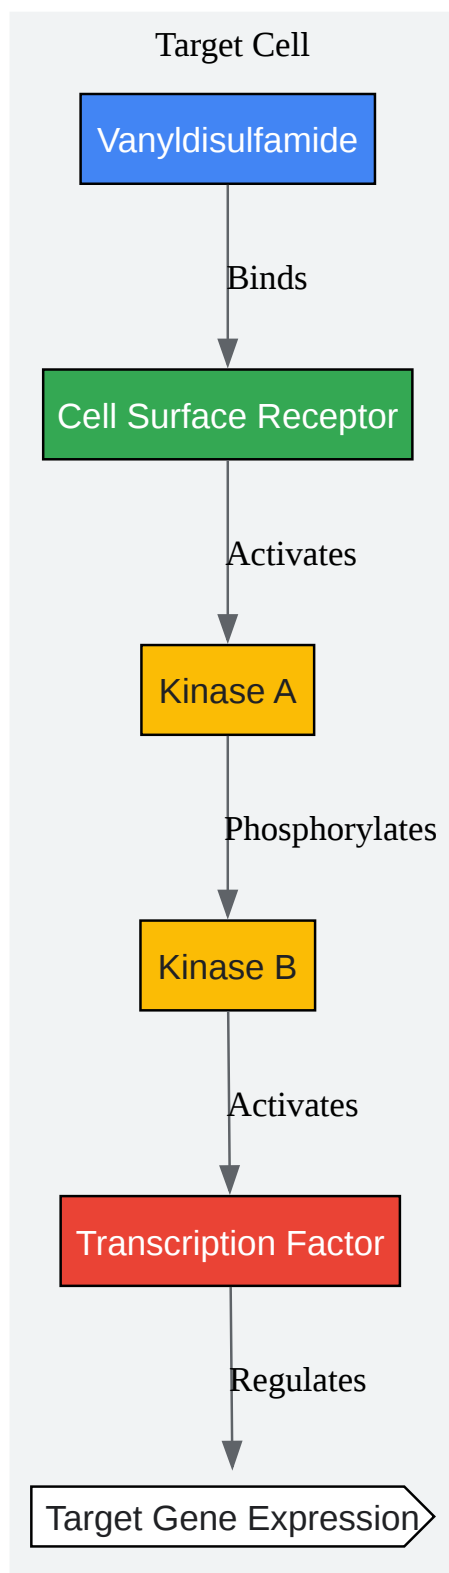 Target Cell
Vanyldisulfamide
Binds
Cell Surface Receptor
Activates
Kinase A
Phosphorylates
Kinase B
Activates
Transcription Factor
Regulates
Target Gene Expression